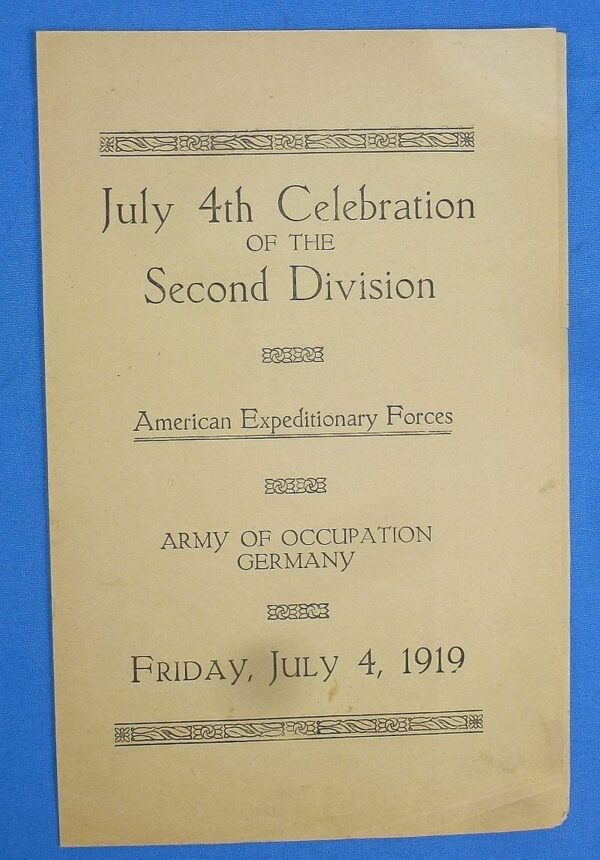 July 4th Celebration
OF THE
Second Division
American Expeditionary Forces
ARMY OF OCCUPATION
GERMANY
FRIDAY, JULY 4, 1919